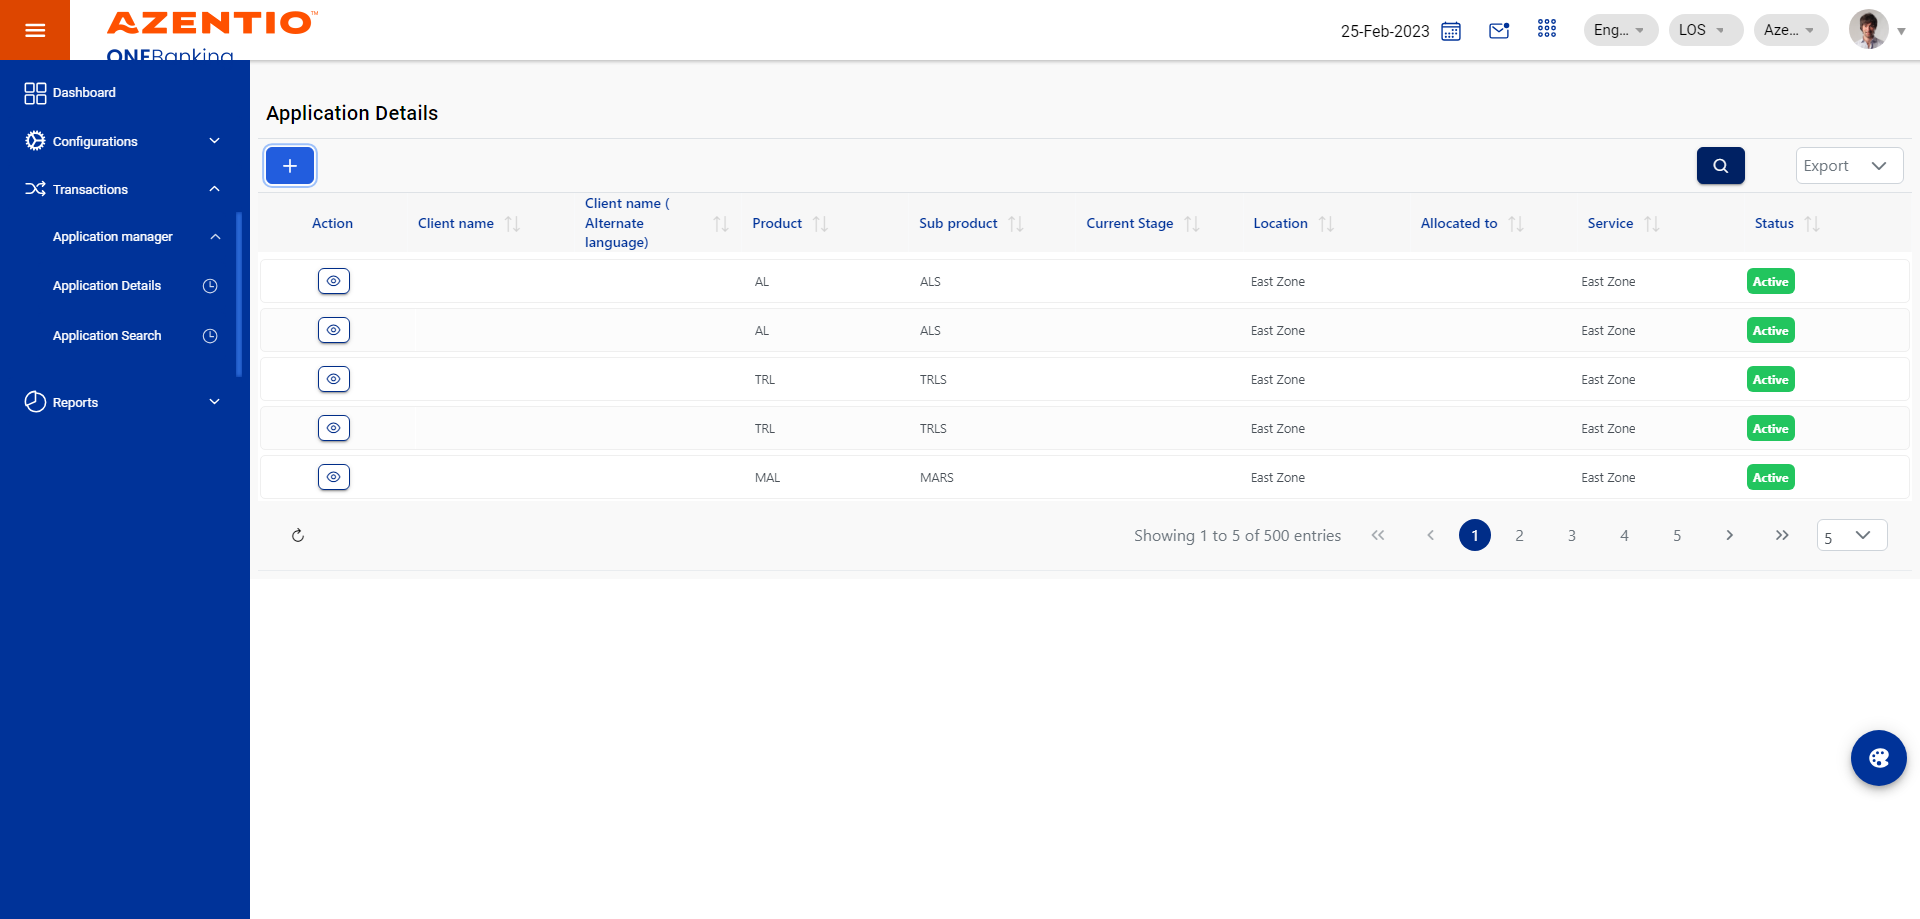 AZENTIO™
ONEBanking
25-Feb-2023
Eng...
LOS
Aze...
Dashboard
Configurations
Transactions
Application manager
Application Details
Application Search
Reports
Application Details
Export
Action
Client name
Client name (
Alternate
language)
Product
Sub product
Current Stage
Location
Allocated to
Service
Status
AL ALS East Zone East Zone Active
AL ALS East Zone East Zone Active
TRL TRLS East Zone East Zone Active
TRL TRLS East Zone East Zone Active
MAL MARS East Zone East Zone Active
Showing 1 to 5 of 500 entries
1 2 3 4 5
5